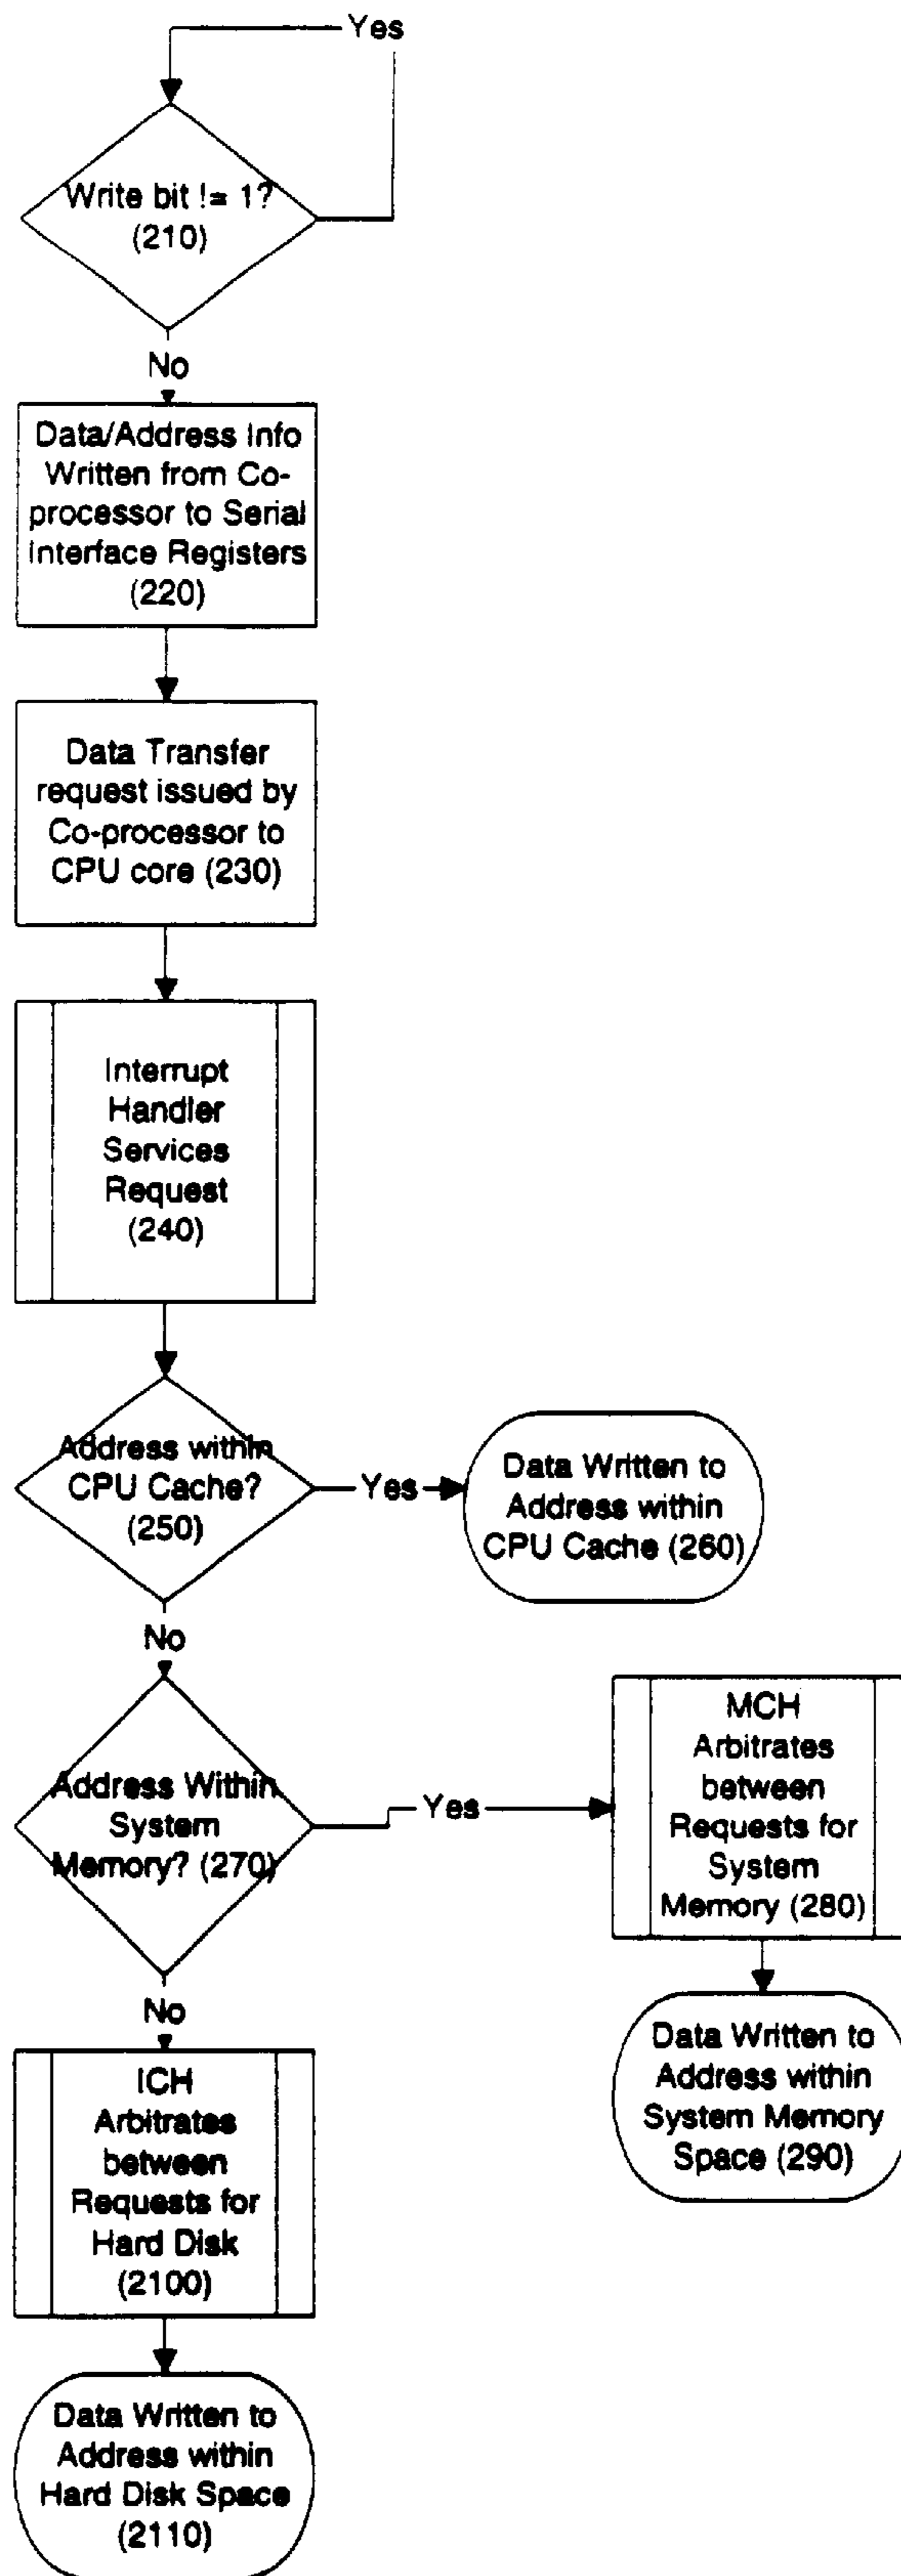 Yes
Write bit != 1?
(210)
No
Data/Address Info
Written from Co-
processor to Serial
Interface Registers
(220)
Data Transfer
request issued by
Co-processor to
CPU core (230)
Interrupt
Handler
Services
Request
(240)
Address within
CPU Cache?
(250)
Yes
Data Written to
Address within
CPU Cache (260)
No
Address Within
System
Memory? (270)
Yes
MCH
Arbitrates
between
Requests for
System
Memory (280)
Data Written to
Address within
System Memory
Space (290)
No
ICH
Arbitrates
between
Requests for
Hard Disk
(2100)
Data Written to
Address within
Hard Disk Space
(2110)